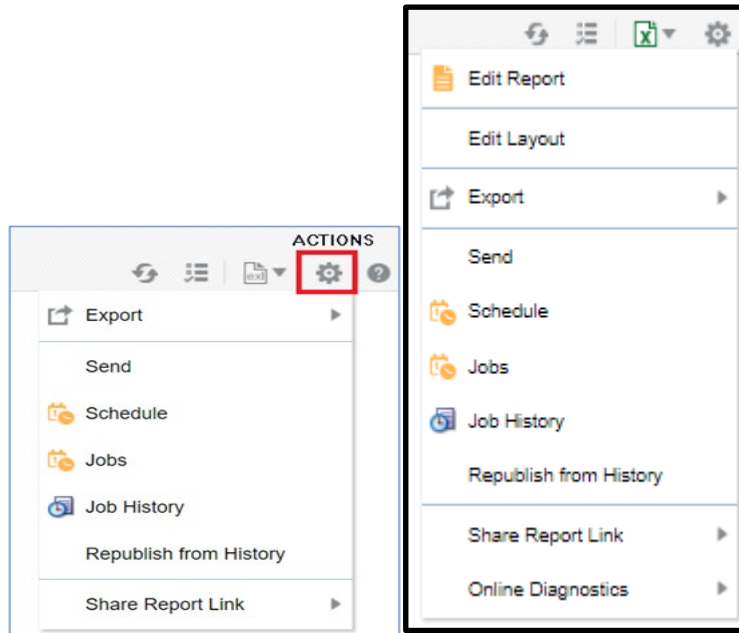 ACTIONS
Export
Send
Schedule
Jobs
Job History
Republish from History
Share Report Link
Edit Report
Edit Layout
Export
Send
Schedule
Jobs
Job History
Republish from History
Share Report Link
Online Diagnostics